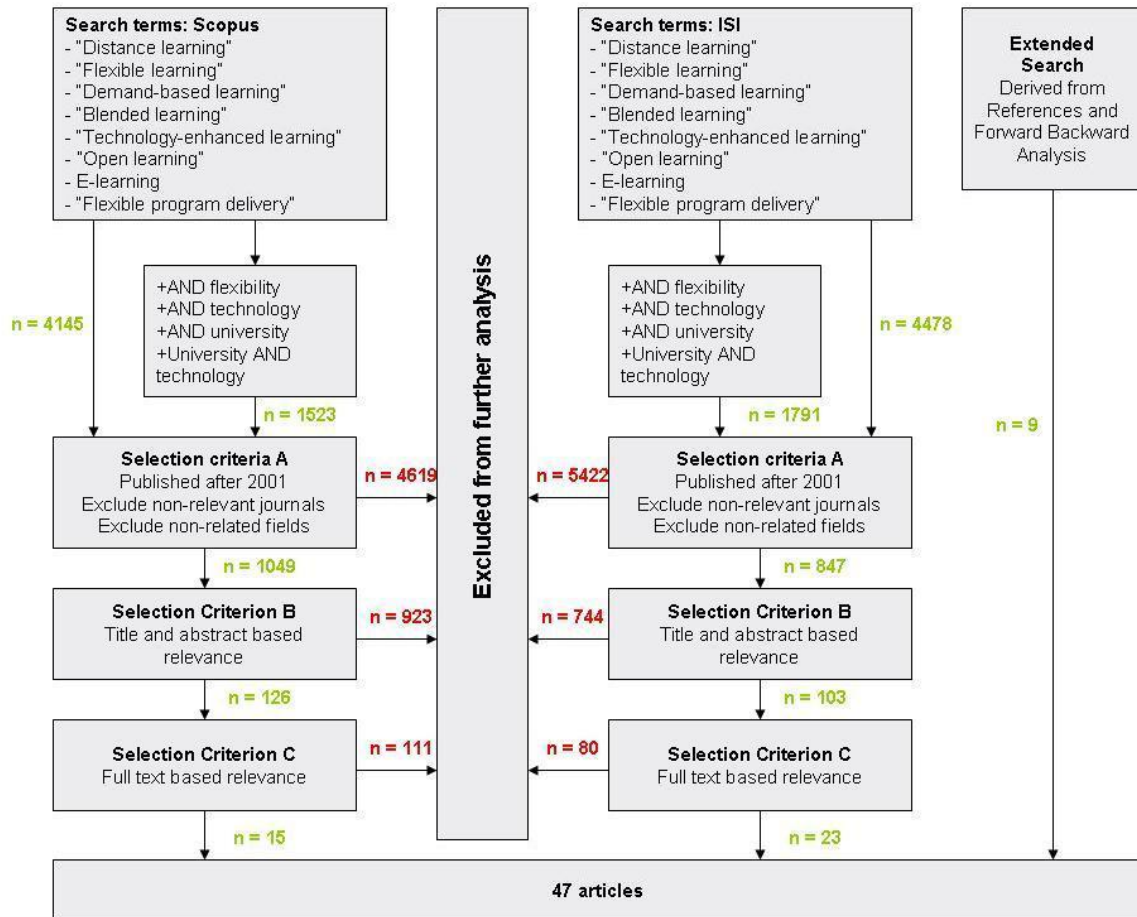 Search terms: Scopus
- "Distance learning"
- "Flexible learning"
- "Demand-based learning"
- "Blended learning"
- "Technology-enhanced learning"
- "Open learning"
- E-learning
- "Flexible program delivery"
Search terms: ISI
- "Distance learning"
- "Flexible learning"
- "Demand-based learning"
- "Blended learning"
- "Technology-enhanced learning"
- "Open learning"
- E-learning
- "Flexible program delivery"
Extended
Search
Derived from
References and
Forward Backward
Analysis
n = 4145
+AND flexibility
+AND technology
+AND university
+University AND
technology
n = 1523
Excluded from further analysis
+AND flexibility
+AND technology
+AND university
+University AND
technology
n = 4478
n = 1791
n = 9
Selection criteria A
Published after 2001
Exclude non-relevant journals
Exclude non-related fields
n = 4619
n = 5422
Selection criteria A
Published after 2001
Exclude non-relevant journals
Exclude non-related fields
n = 1049
n = 847
Selection Criterion B
Title and abstract based
relevance
n = 923
n = 744
Selection Criterion B
Title and abstract based
relevance
n = 126
n = 103
Selection Criterion C
Full text based relevance
n = 111
n = 80
Selection Criterion C
Full text based relevance
n = 15
n = 23
47 articles